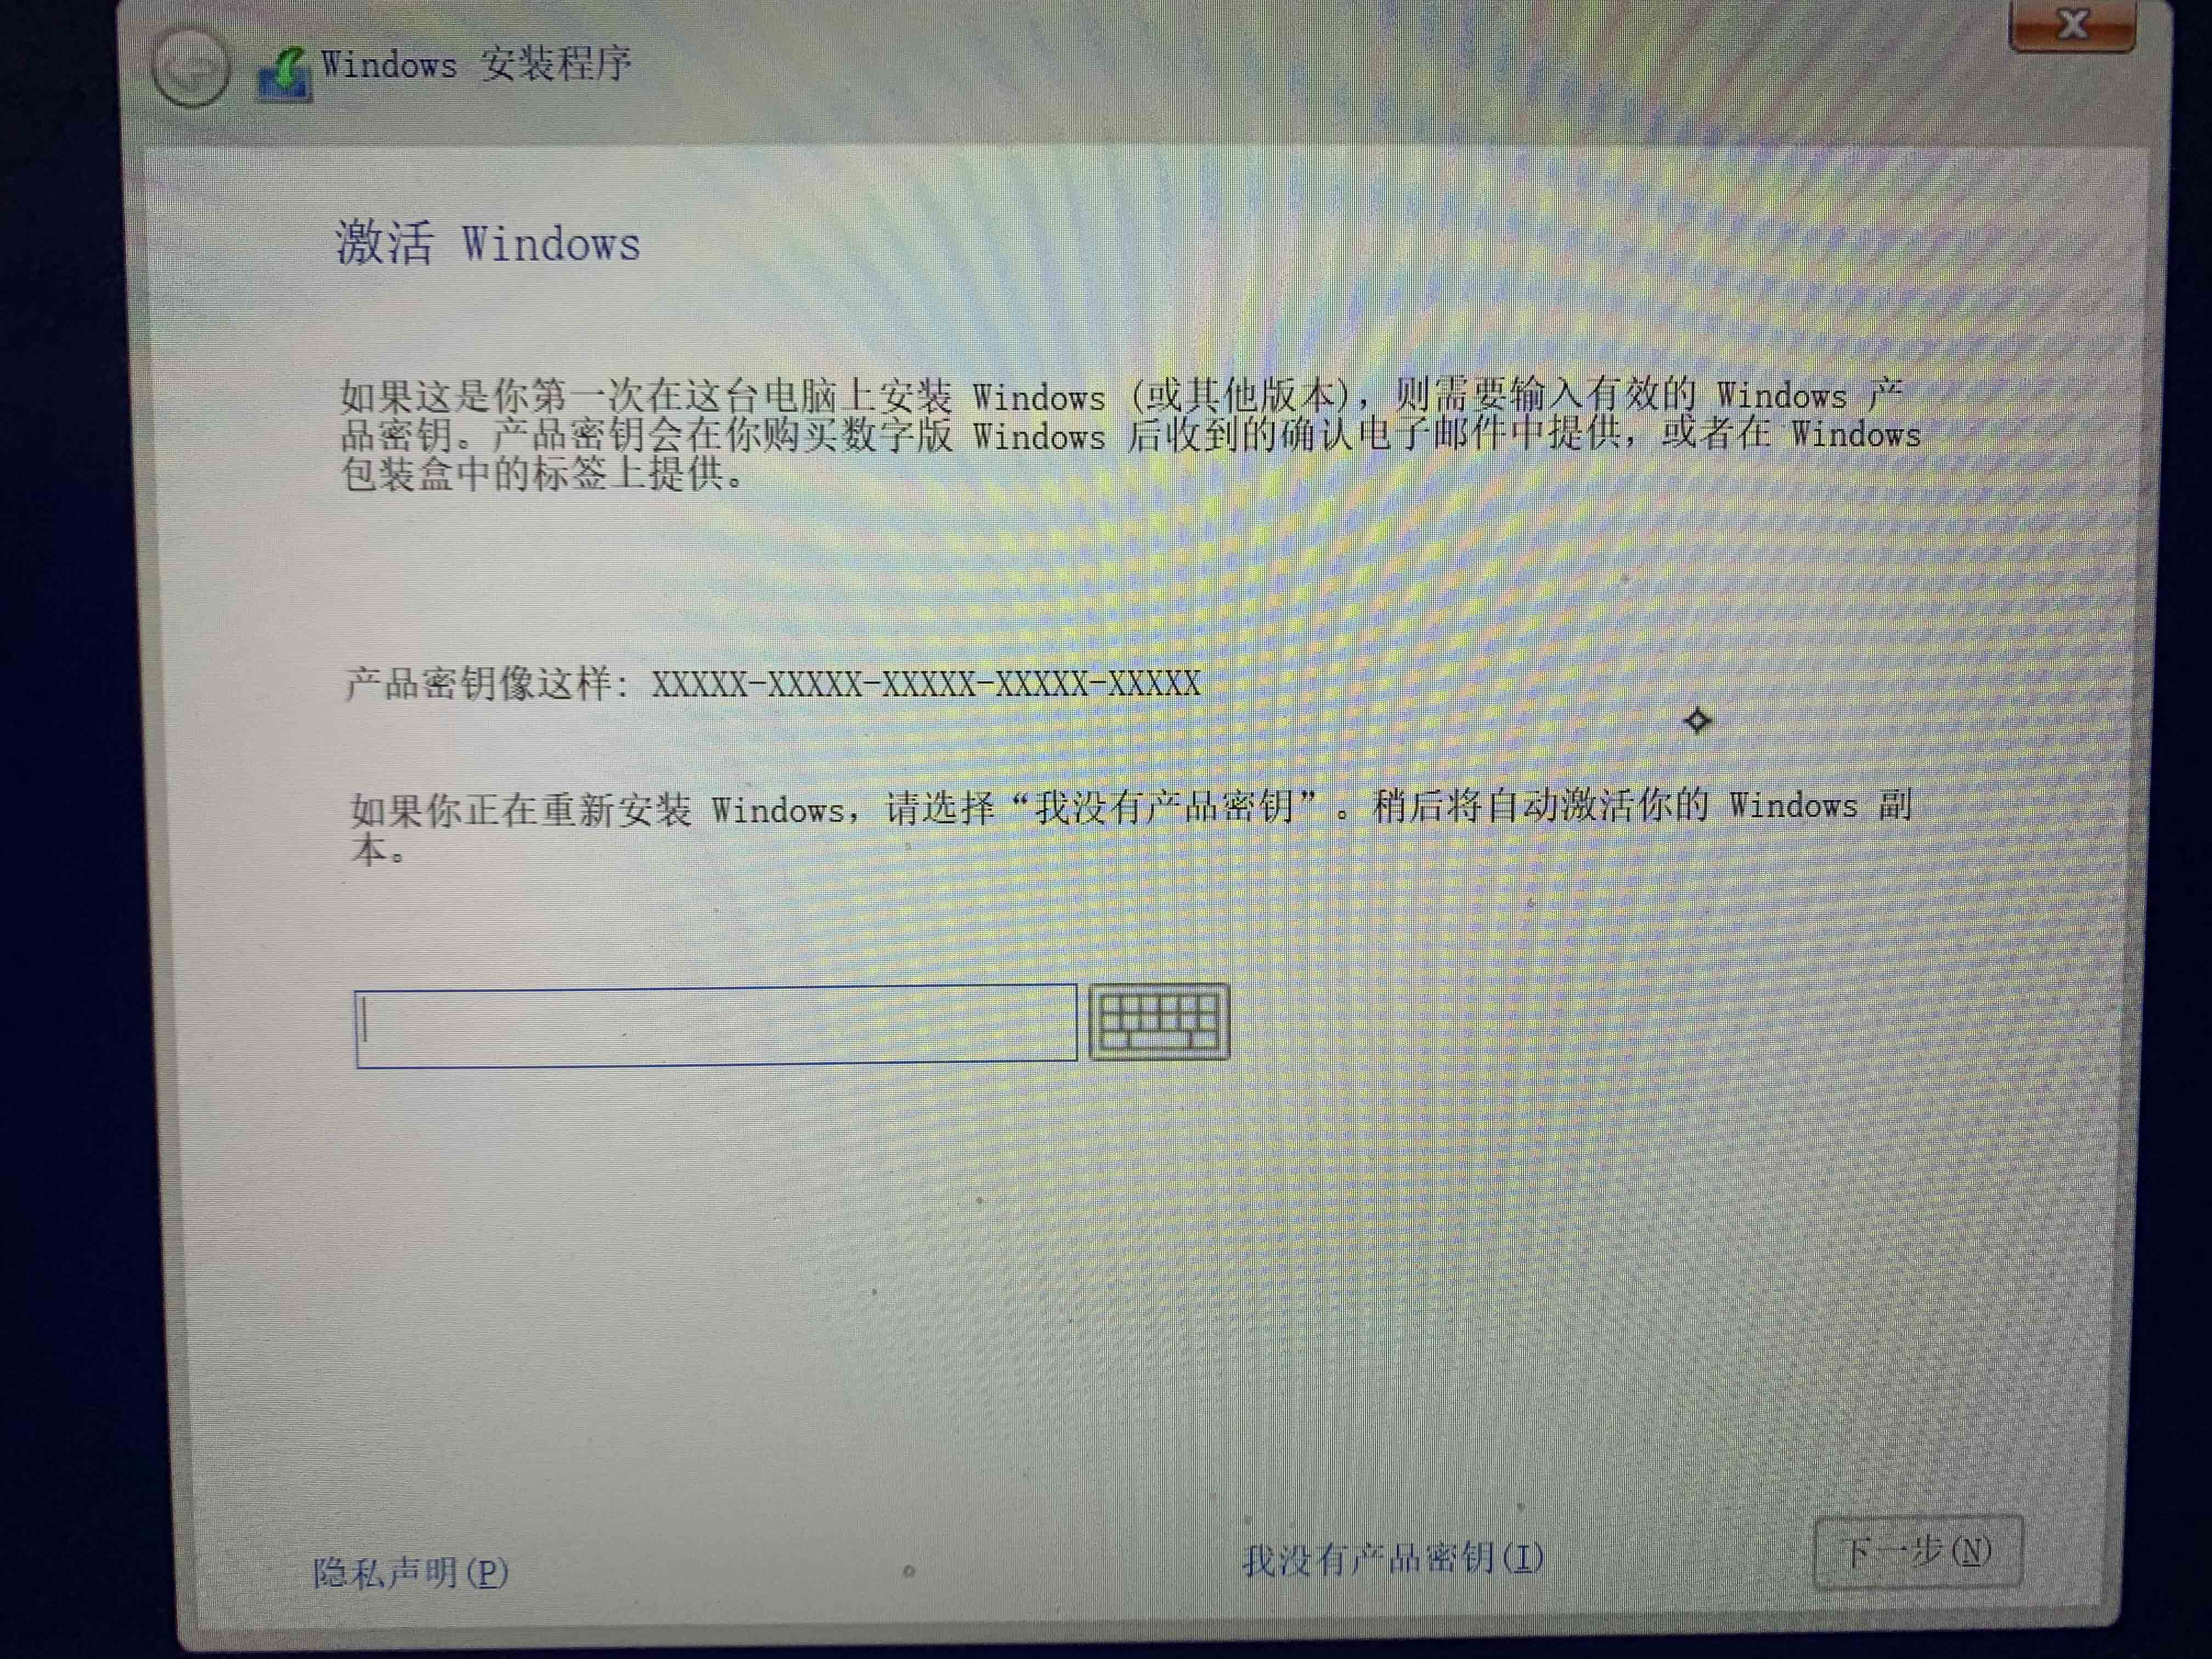 Windows 安装程序
激活 Windows
如果这是你第一次在这台电脑上安装 Windows (或其他版本)，则需要输入有效的 Windows 产
品密钥。产品密钥会在你购买数字版 Windows 后收到的确认电子邮件中提供，或者在 Windows
包装盒中的标签上提供。
产品密钥像这样: XXXXX-XXXXX-XXXXX-XXXXX-XXXXX
如果你正在重新安装 Windows，请选择“我没有产品密钥”。稍后将自动激活你的 Windows 副
本。
隐私声明(P) 我没有产品密钥(I) 下一步(N)